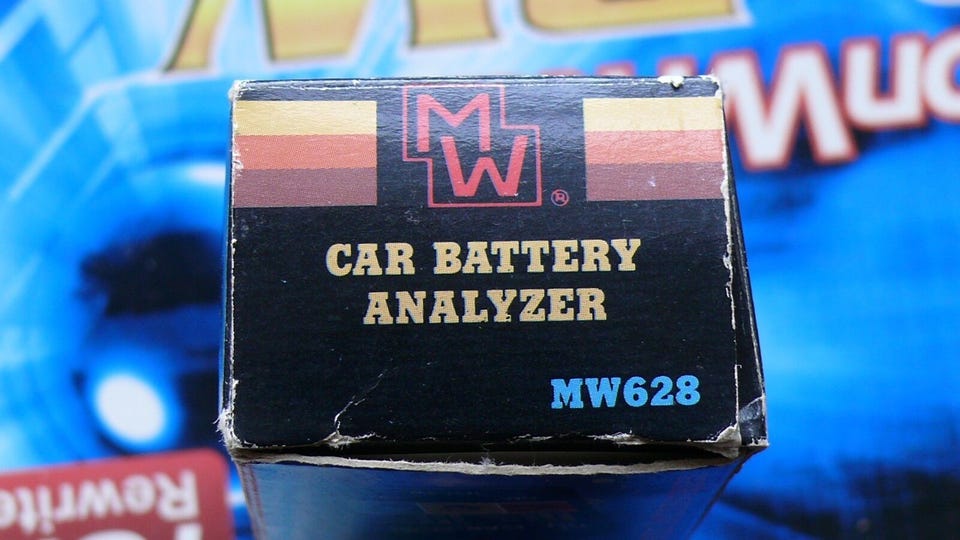 MW®
CAR BATTERY
ANALYZER
MW628
Rewrite